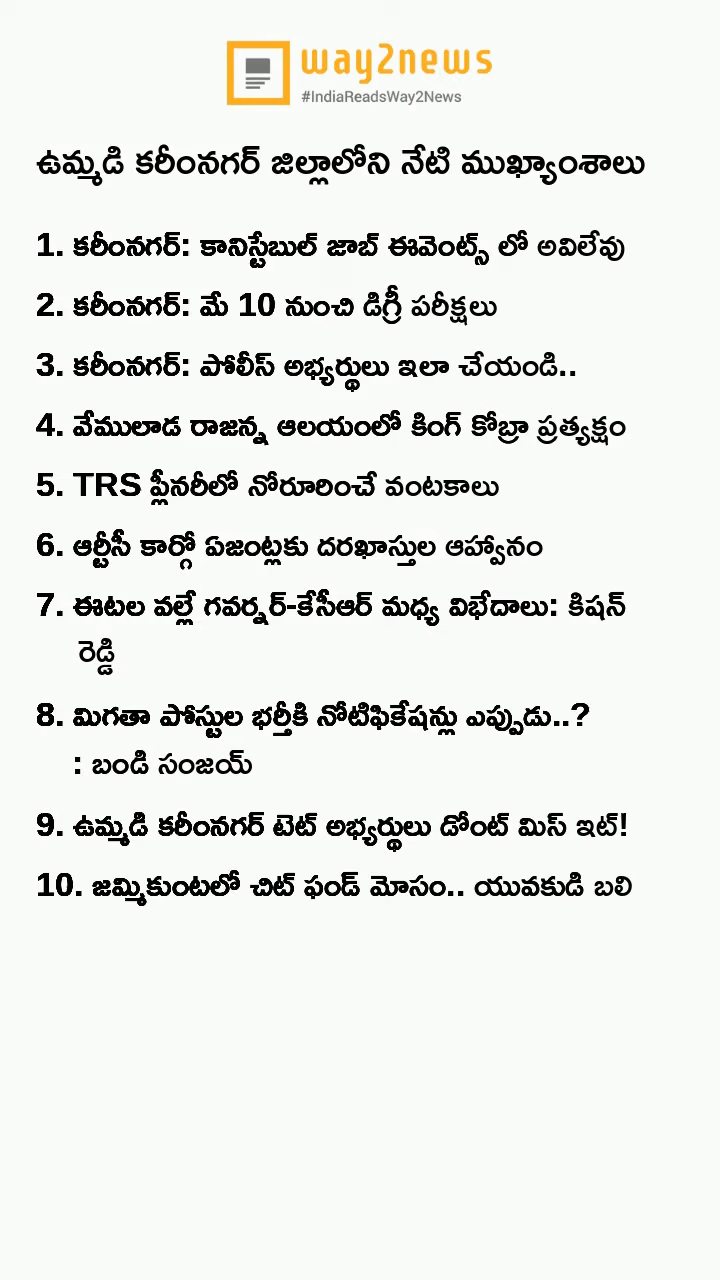 way2news
#IndiaReadsWay2News
ఉమ్మడి కరీంనగర్ జిల్లాలోని నేటి ముఖ్యాంశాలు
1. కరీంనగర్: కానిస్టేబుల్ జాబ్ ఈవెంట్స్ లో అవిలేవు
2. కరీంనగర్: మే 10 నుంచి డిగ్రీ పరీక్షలు
3. కరీంనగర్: పోలీస్ అభ్యర్థులు ఇలా చేయండి..
4. వేములాడ రాజన్న ఆలయంలో కింగ్ కోబ్రా ప్రత్యక్షం
5. TRS ప్లీనరీలో నోరూరించే వంటకాలు
6. ఆర్టీసీ కార్గో ఏజంట్లకు దరఖాస్తుల ఆహ్వానం
7. ఈటల వల్లే గవర్నర్-కేసీఆర్ మధ్య విభేదాలు: కిషన్
రెడ్డి
8. మిగతా పోస్టుల భర్తీకి నోటిఫికేషన్లు ఎప్పుడు..?
: బండి సంజయ్
9. ఉమ్మడి కరీంనగర్ టెట్ అభ్యర్థులు డోంట్ మిస్ ఇట్!
10. జమ్మికుంటలో చిట్ ఫండ్ మోసం.. యువకుడి బలి